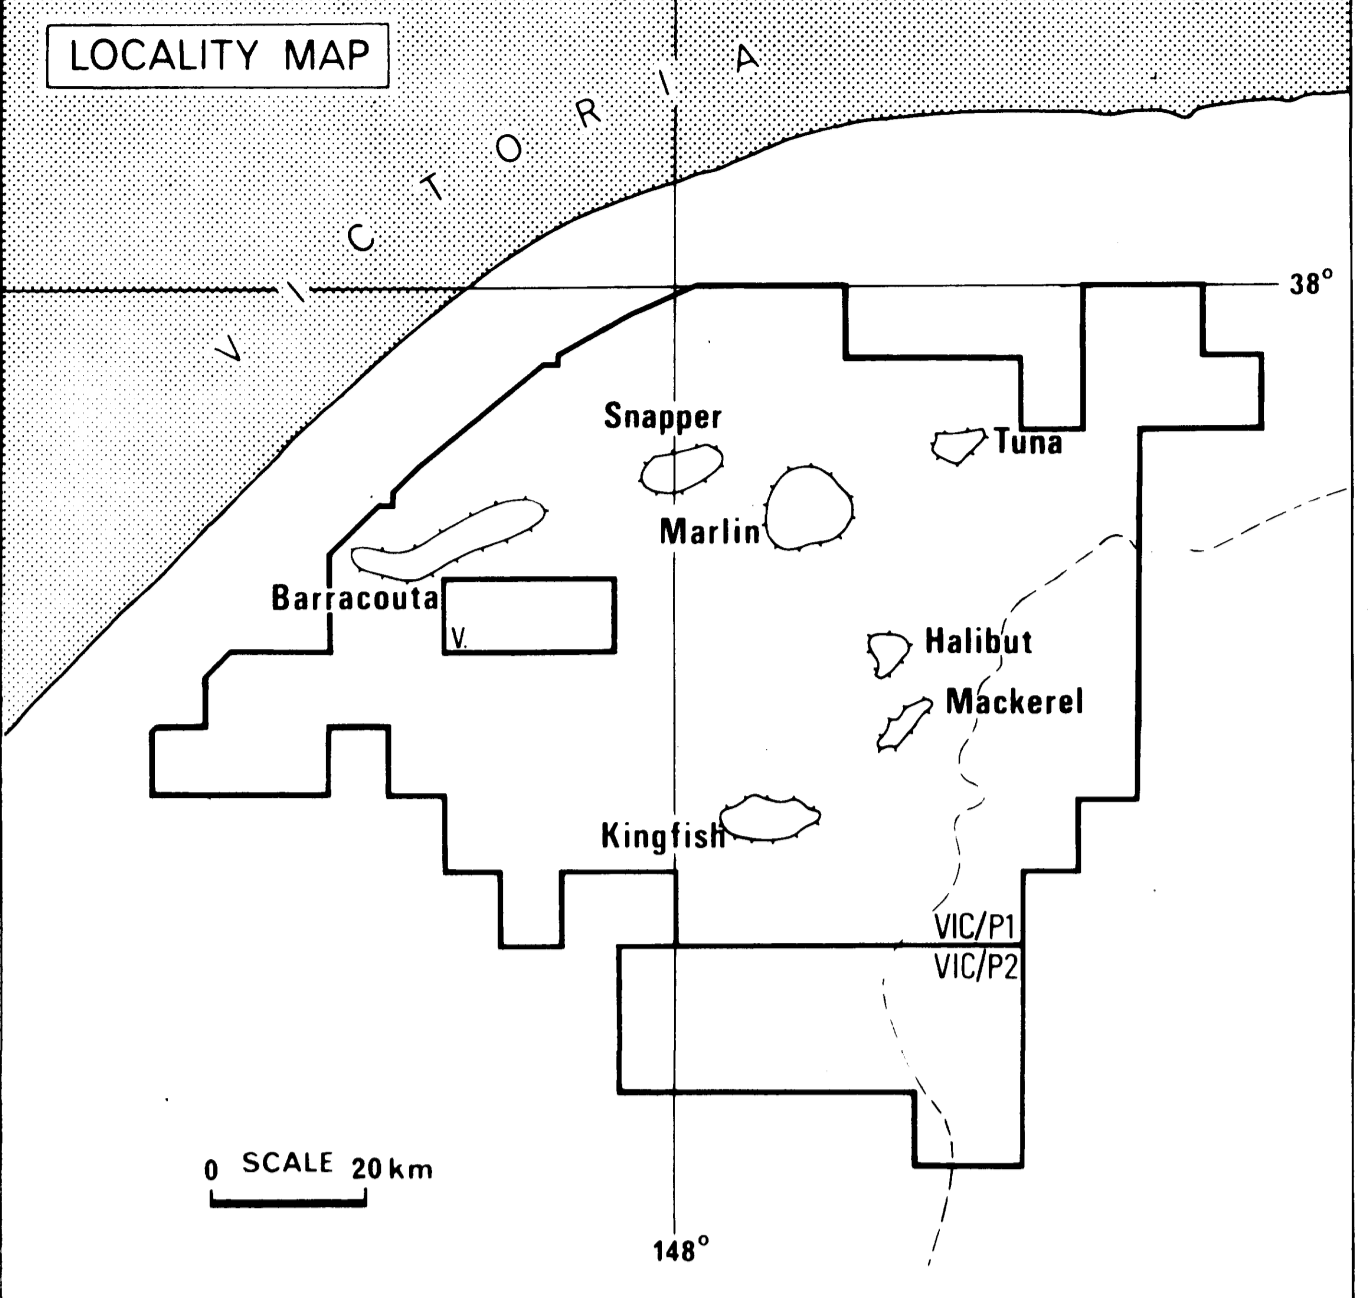 LOCALITY MAP
VICTORIA
38°
Snapper
Tuna
Marlin
Barracouta
V.
Halibut
Mackerel
Kingfish
VIC/P1
VIC/P2
0 SCALE 20 km
148°